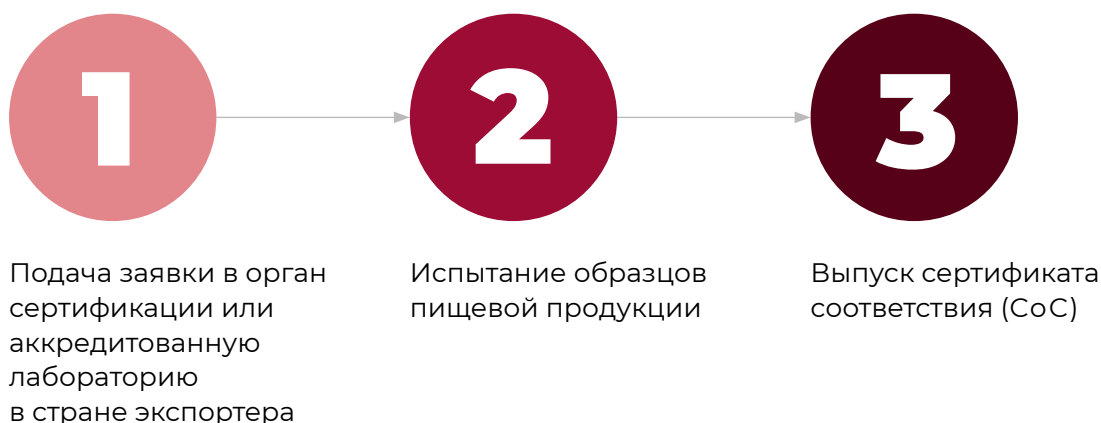 1
2
3
Подача заявки в орган
сертификации или
аккредитованную
лабораторию
в стране экспортера
Испытание образцов
пищевой продукции
Выпуск сертификата
соответствия (СоС)